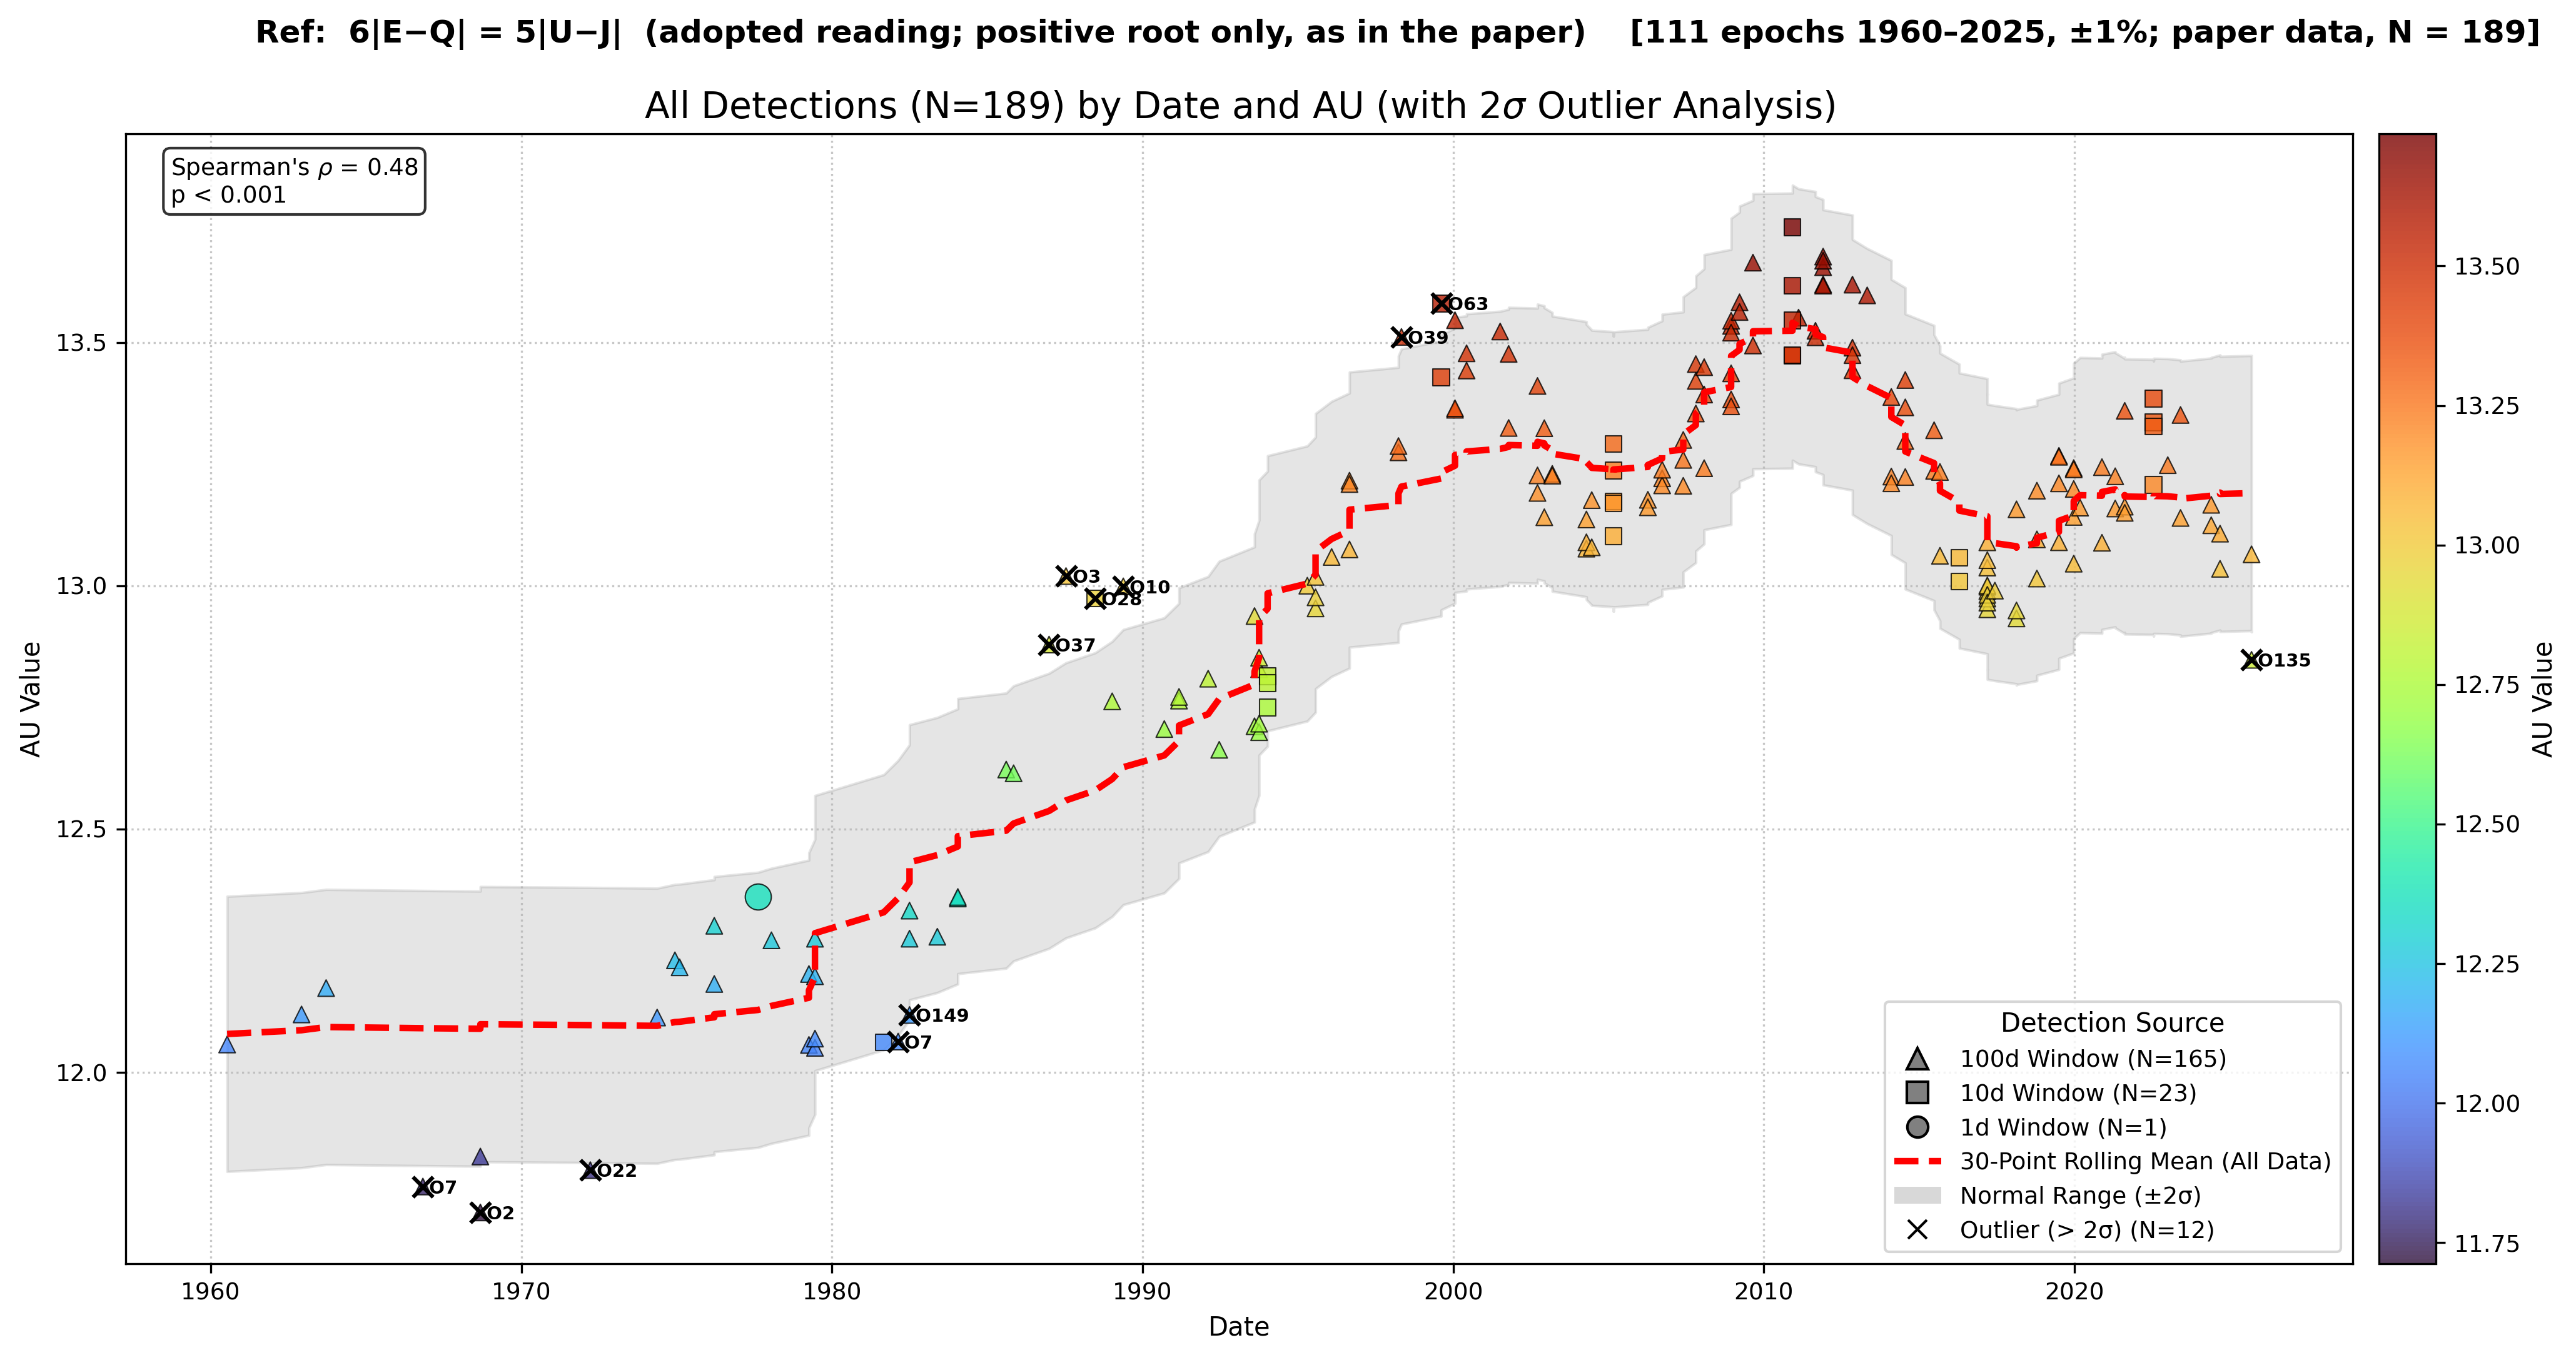 Ref:  6|E−Q| = 5|U−J|  (adopted reading; positive root only, as in the paper)    [111 epochs 1960–2025, ±1%; paper data, N = 189]
All Detections (N=189) by Date and AU (with 2σ Outlier Analysis)
Spearman's ρ = 0.48
p < 0.001
AU Value
13.5
13.0
12.5
12.0
O63
O39
O3
O10
O28
O37
O135
O149
O7
O22
O7
O2
Detection Source
100d Window (N=165)
10d Window (N=23)
1d Window (N=1)
30-Point Rolling Mean (All Data)
Normal Range (±2σ)
Outlier (> 2σ) (N=12)
1960
1970
1980
1990
2000
2010
2020
Date
13.50
13.25
13.00
12.75
12.50
12.25
12.00
11.75
AU Value